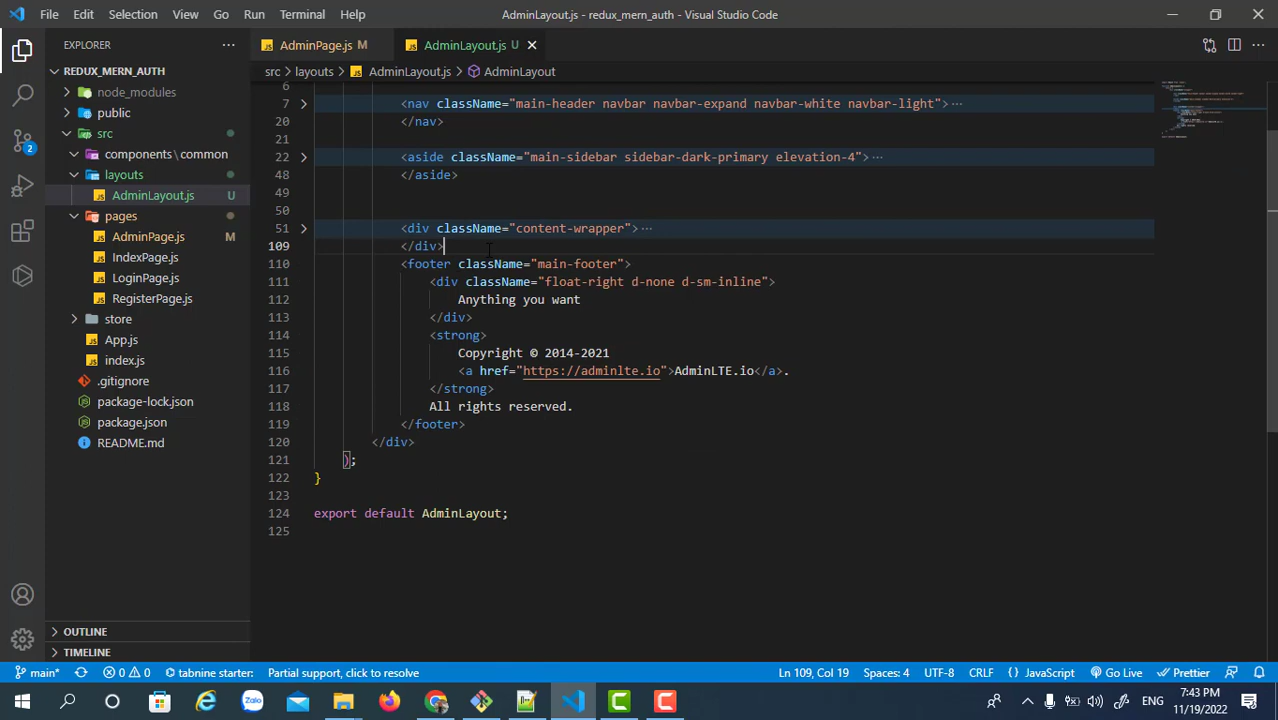 File Edit Selection View Go Run Terminal Help AdminLayout.js - redux_mern_auth - Visual Studio Code
EXPLORER
AdminPage.js M AdminLayout.js U
REDUX_MERN_AUTH
node_modules
public
src
components\common
layouts
AdminLayout.js U
pages
AdminPage.js M
IndexPage.js
LoginPage.js
RegisterPage.js
store
App.js
index.js
.gitignore
package-lock.json
package.json
README.md
OUTLINE
TIMELINE
2
src > layouts > AdminLayout.js > AdminLayout
6
7 <nav className="main-header navbar navbar-expand navbar-white navbar-light">
20 </nav>
21
22 <aside className="main-sidebar sidebar-dark-primary elevation-4">
48 </aside>
49
50
51 <div className="content-wrapper">
109 </div>
110 <footer className="main-footer">
111 <div className="float-right d-none d-sm-inline">
112 Anything you want
113 </div>
114 <strong>
115 Copyright © 2014-2021
116 <a href="https://adminlte.io">AdminLTE.io</a>.
117 </strong>
118 All rights reserved.
119 </footer>
120 </div>
121 );
122 }
123
124 export default AdminLayout;
125
main* 0 0 tabnine starter: Partial support, click to resolve Ln 109, Col 19 Spaces: 4 UTF-8 CRLF { } JavaScript Go Live Prettier
Zalo ENG 7:43 PM
11/19/2022